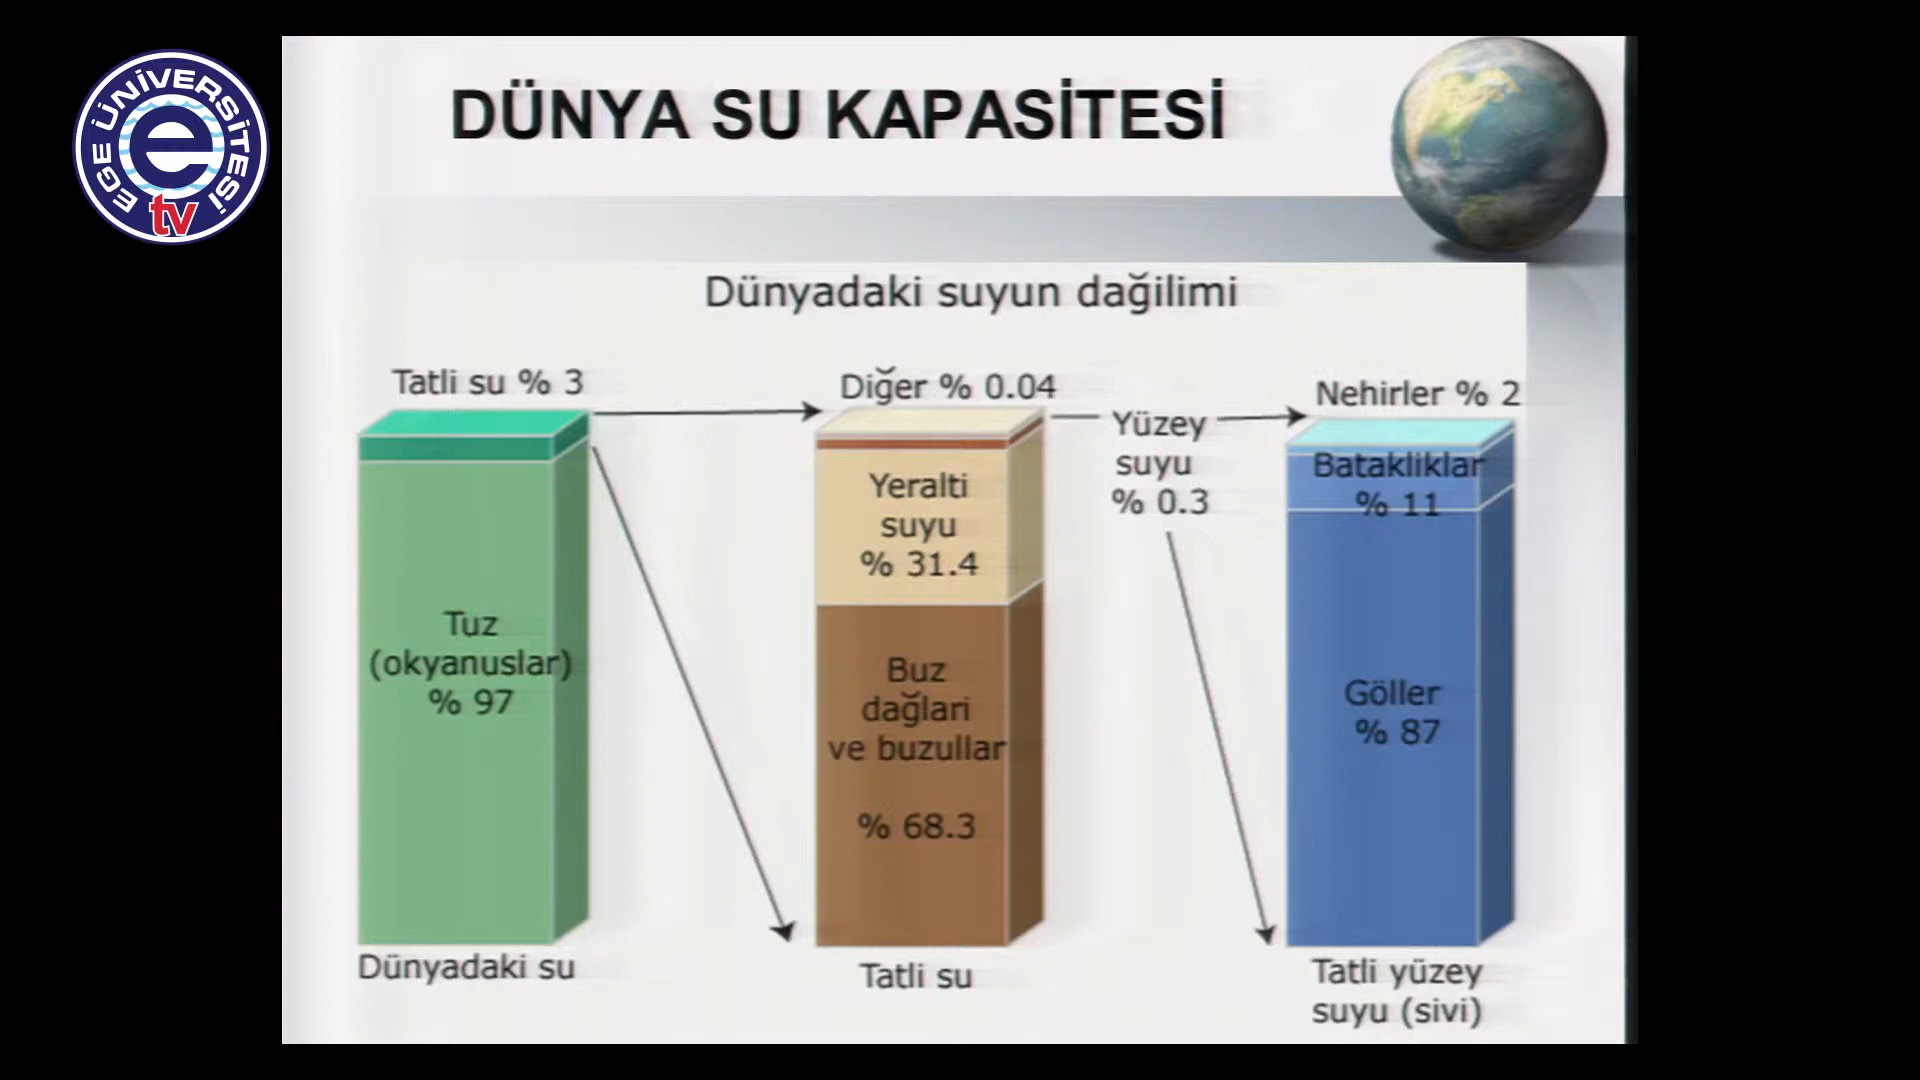 EGE ÜNİVERSİTESİ
e
tv
DÜNYA SU KAPASİTESİ
Dünyadaki suyun dağilimi
Tatli su % 3
Tuz
(okyanuslar)
% 97
Dünyadaki su
Diğer % 0.04
Yeralti
suyu
% 31.4
Buz
dağlari
ve buzullar
% 68.3
Tatli su
Yüzey
suyu
% 0.3
Nehirler % 2
Batakliklar
% 11
Göller
% 87
Tatli yüzey
suyu (sivi)